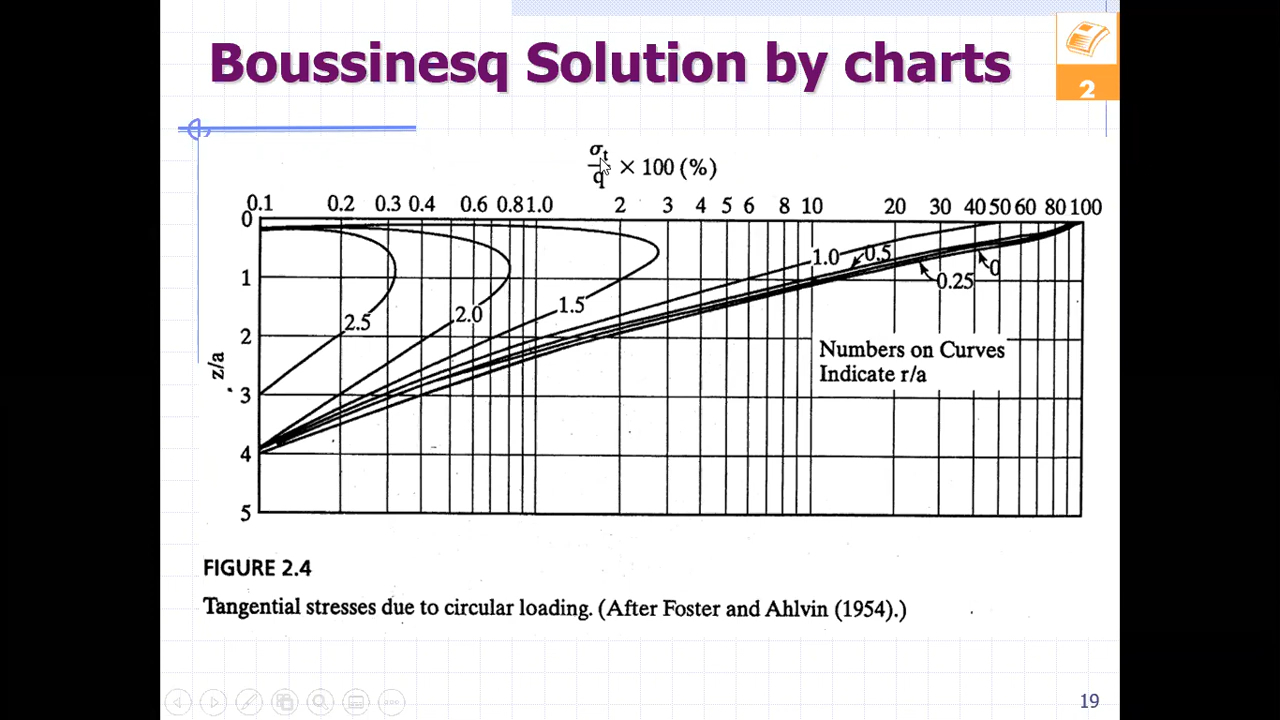 Boussinesq Solution by charts
2
σt
q × 100 (%)
0.1 0.2 0.3 0.4 0.6 0.8 1.0 2 3 4 5 6 8 10 20 30 40 50 60 80 100
0
1
2
3
4
5
z/a
1.0
0.5
0
0.25
1.5
2.0
2.5
Numbers on Curves
Indicate r/a
FIGURE 2.4
Tangential stresses due to circular loading. (After Foster and Ahlvin (1954).)
19